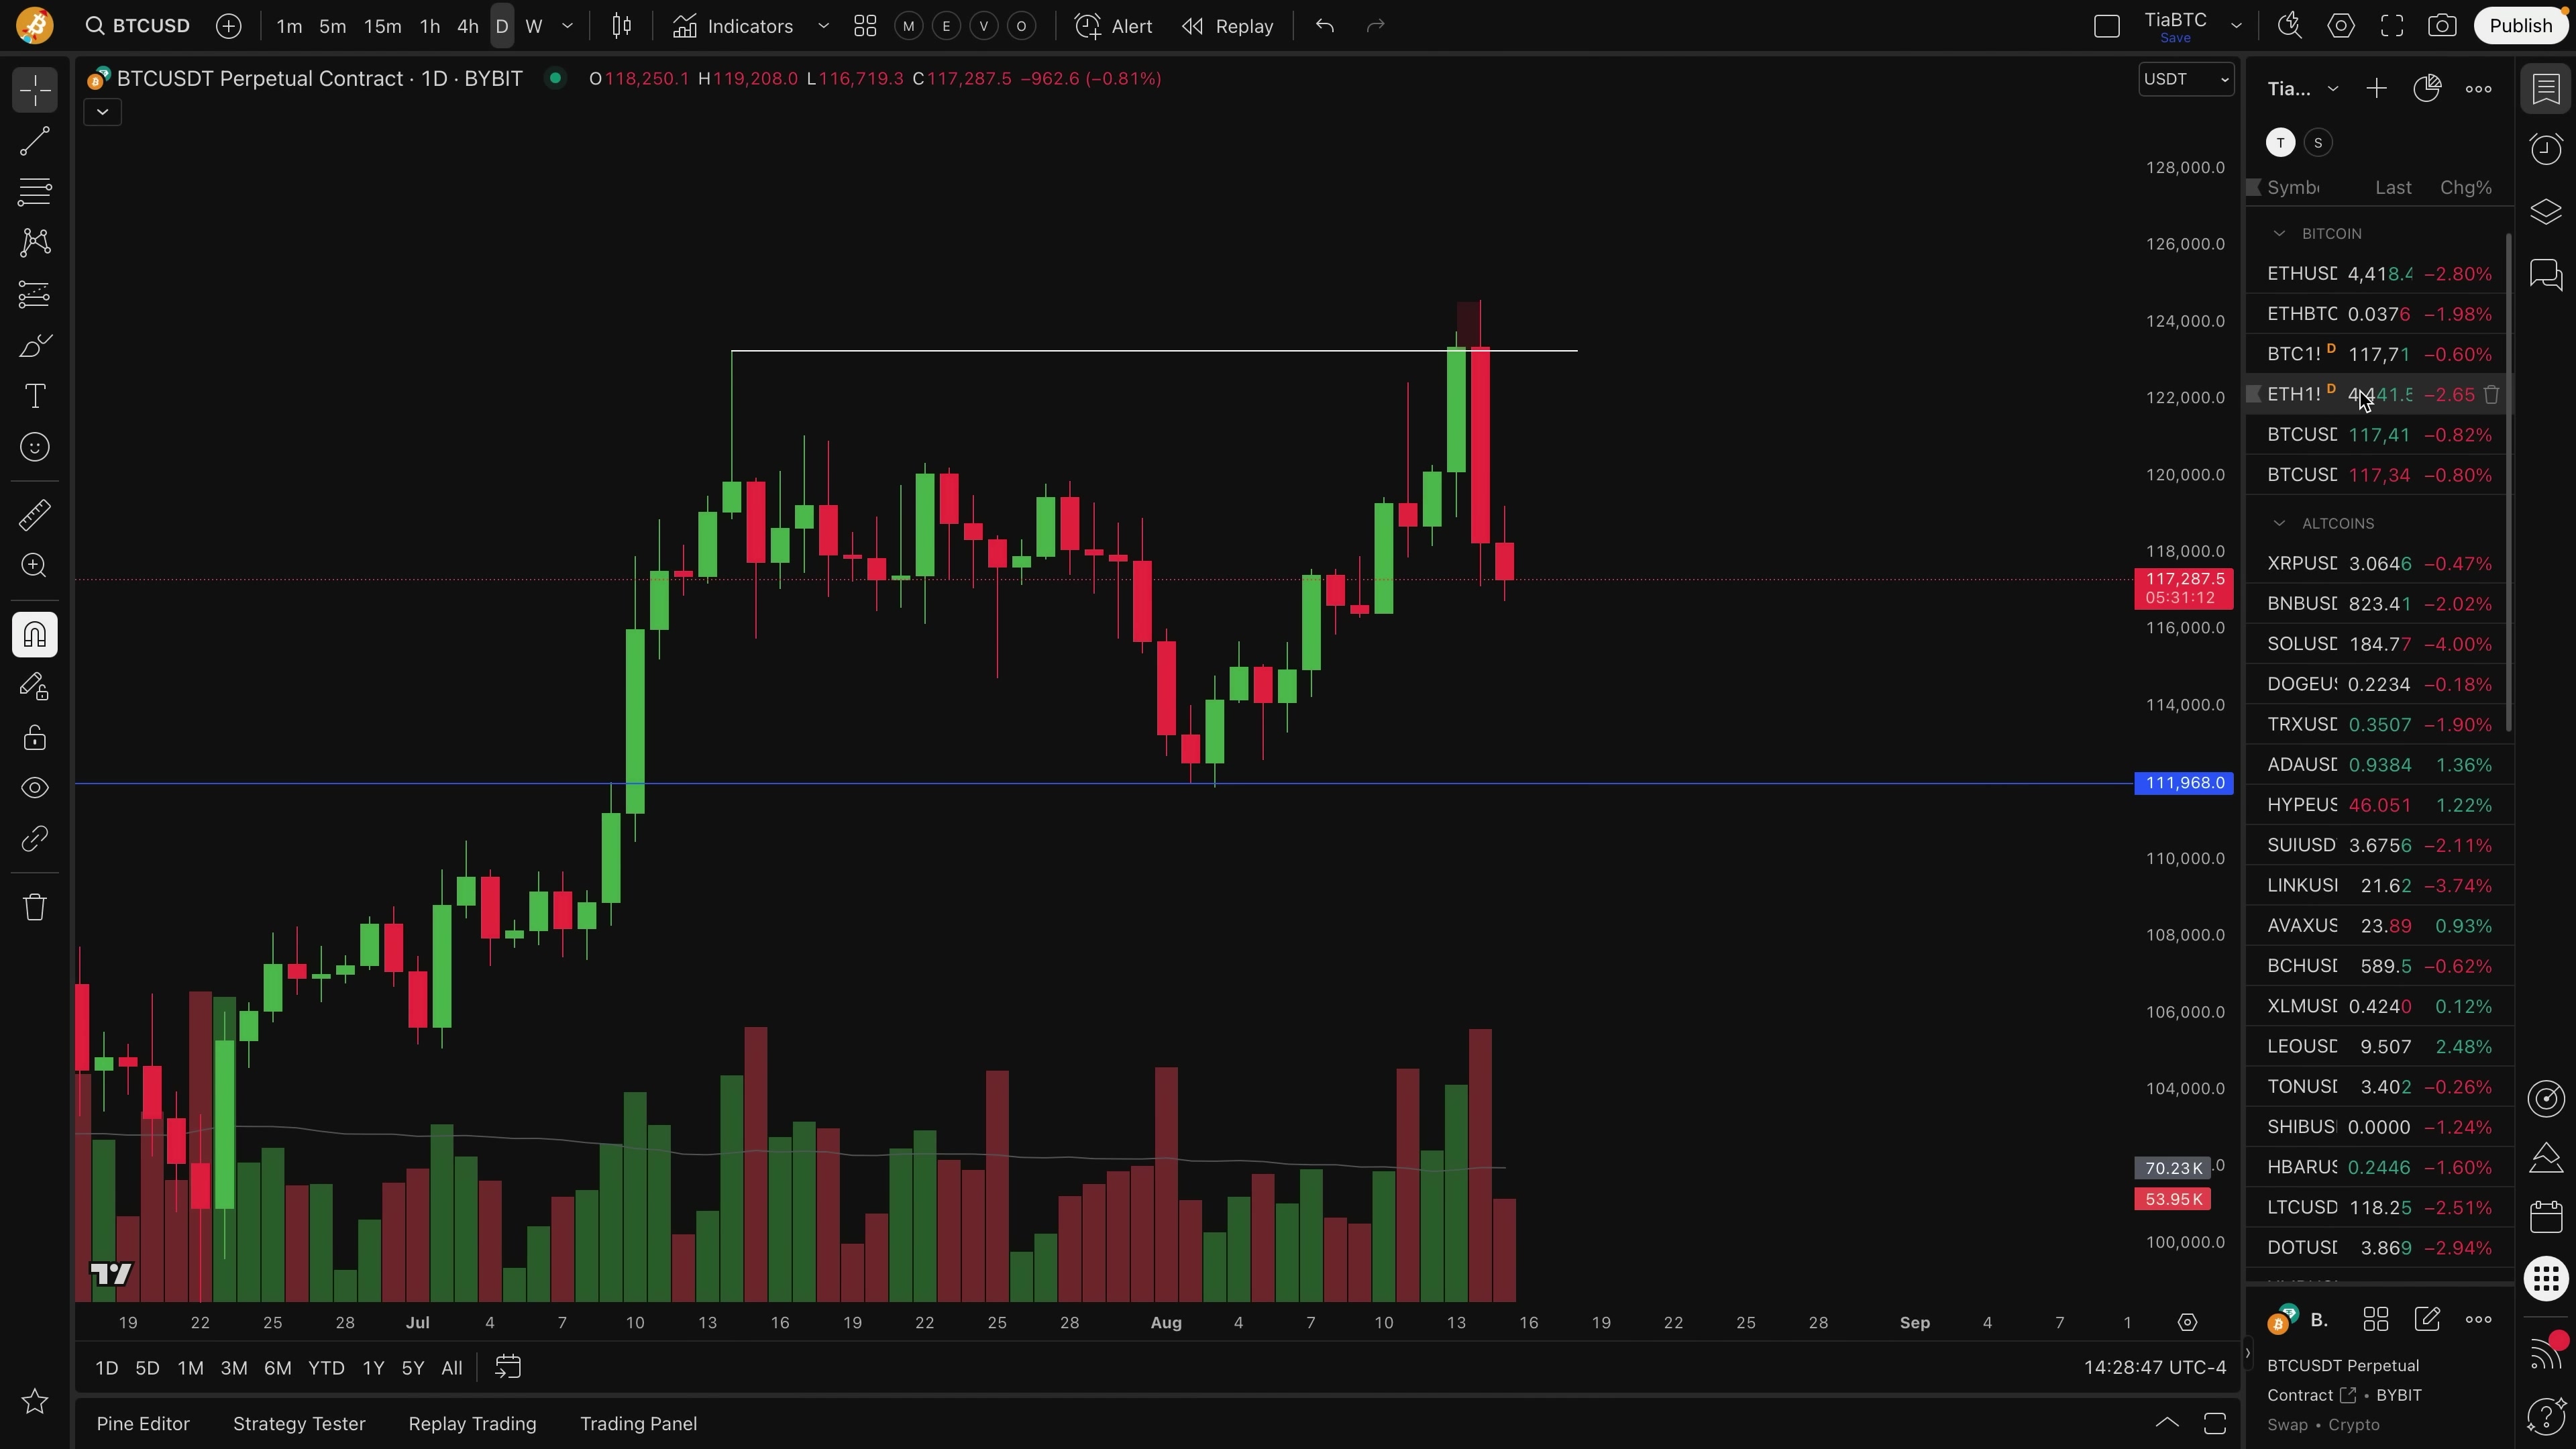 BTCUSD 1m 5m 15m 1h 4h D W Indicators M E V O Alert Replay TiaBTC Save Publish
BTCUSDT Perpetual Contract · 1D · BYBIT O118,250.1 H119,208.0 L116,719.3 C117,287.5 −962.6 (−0.81%)
USDT
128,000.0
126,000.0
124,000.0
122,000.0
120,000.0
118,000.0
117,287.5
05:31:12
116,000.0
114,000.0
111,968.0
110,000.0
108,000.0
106,000.0
104,000.0
70.23K
.0
53.95K
100,000.0
19 22 25 28 Jul 4 7 10 13 16 19 22 25 28 Aug 4 7 10 13 16 19 22 25 28 Sep 4 7 1
1D 5D 1M 3M 6M YTD 1Y 5Y All
14:28:47 UTC-4
Pine Editor Strategy Tester Replay Trading Trading Panel
Tia...
T S
Symb Last Chg%
BITCOIN
ETHUSD 4,418.4 −2.80%
ETHBTC 0.0376 −1.98%
BTC1! D 117,71 −0.60%
ETH1! D 4,441.5 −2.65
BTCUSD 117,41 −0.82%
BTCUSD 117,34 −0.80%
ALTCOINS
XRPUSD 3.0646 −0.47%
BNBUSD 823.41 −2.02%
SOLUSD 184.77 −4.00%
DOGEUS 0.2234 −0.18%
TRXUSD 0.3507 −1.90%
ADAUSD 0.9384 1.36%
HYPEUS 46.051 1.22%
SUIUSD 3.6756 −2.11%
LINKUS 21.62 −3.74%
AVAXUS 23.89 0.93%
BCHUSD 589.5 −0.62%
XLMUSD 0.4240 0.12%
LEOUSD 9.507 2.48%
TONUSD 3.402 −0.26%
SHIBUS 0.0000 −1.24%
HBARUS 0.2446 −1.60%
LTCUSD 118.25 −2.51%
DOTUSD 3.869 −2.94%
B.
BTCUSDT Perpetual
Contract • BYBIT
Swap • Crypto